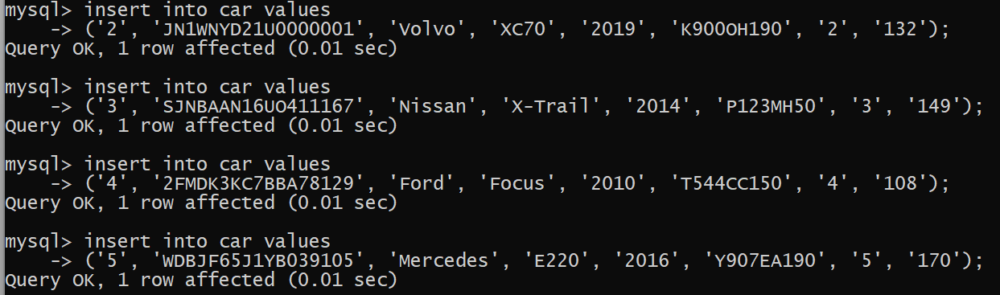 mysql> insert into car values
    -> ('2', 'JN1WNYD21U0000001', 'Volvo', 'XC70', '2019', 'K900OH190', '2', '132');
Query OK, 1 row affected (0.01 sec)
mysql> insert into car values
    -> ('3', 'SJNBAAN16UO411167', 'Nissan', 'X-Trail', '2014', 'P123MH50', '3', '149');
Query OK, 1 row affected (0.01 sec)
mysql> insert into car values
    -> ('4', '2FMDK3KC7BBA78129', 'Ford', 'Focus', '2010', 'T544CC150', '4', '108');
Query OK, 1 row affected (0.01 sec)
mysql> insert into car values
    -> ('5', 'WDBJF65J1YB039105', 'Mercedes', 'E220', '2016', 'Y907EA190', '5', '170');
Query OK, 1 row affected (0.01 sec)